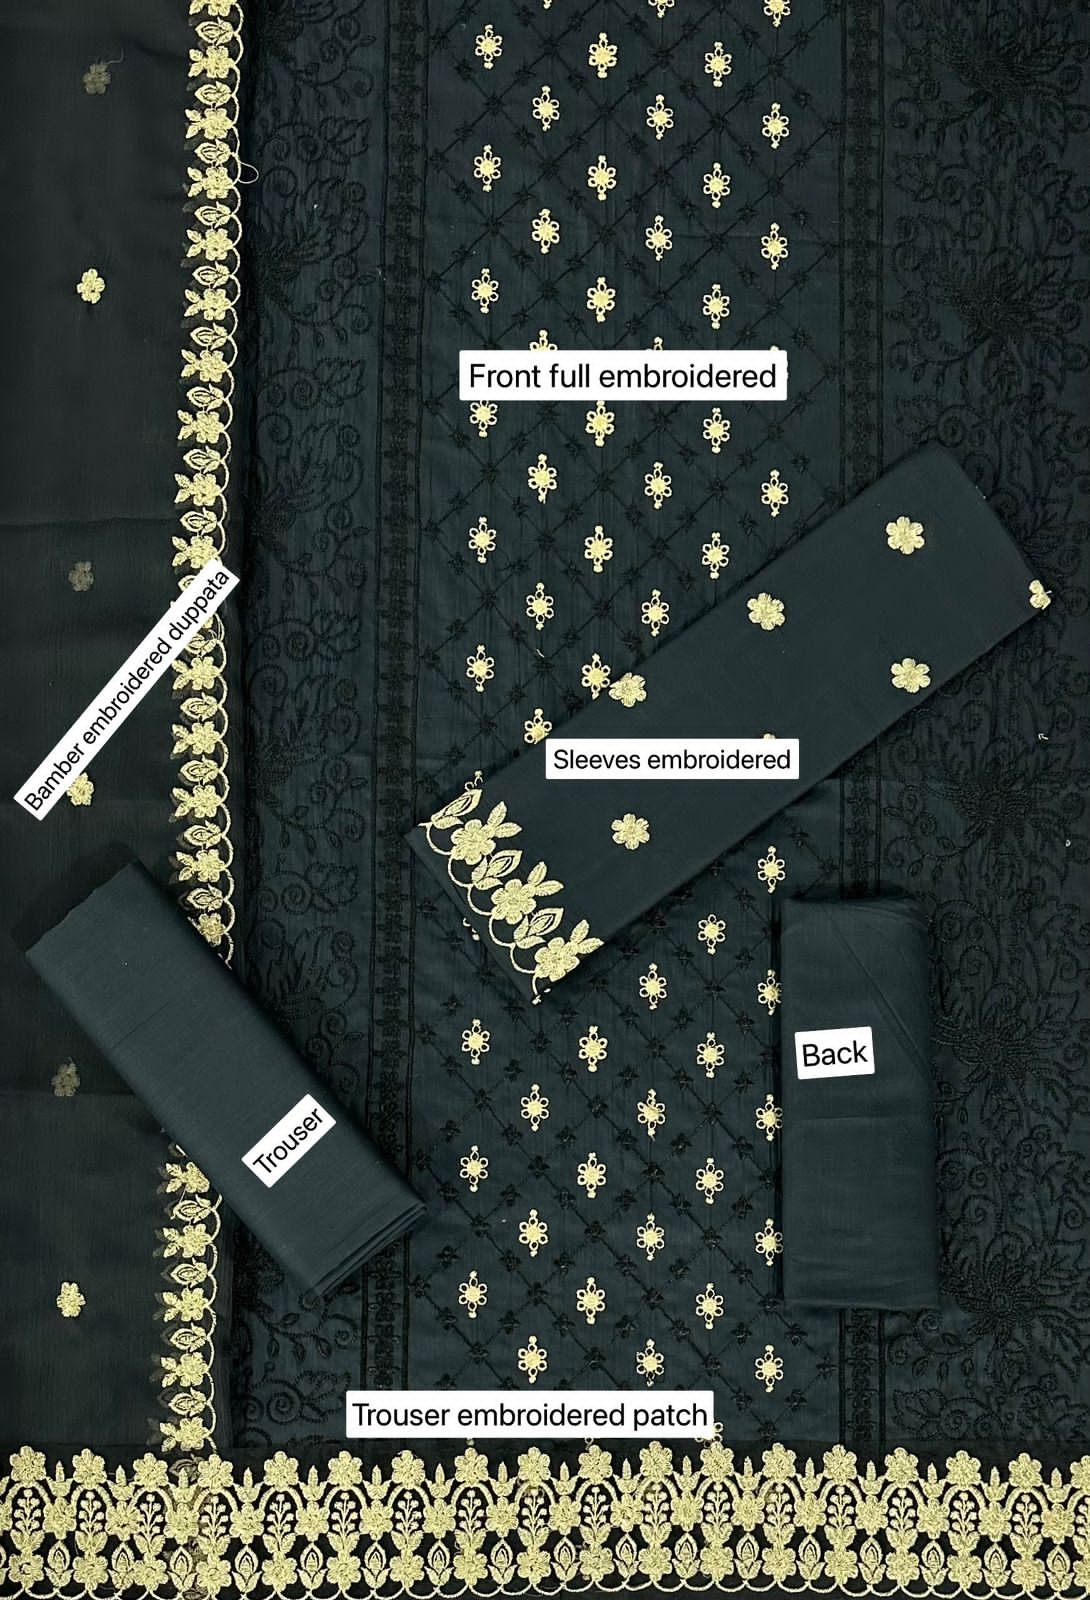 Front full embroidered
Bamber embroidered duppata
Sleeves embroidered
Back
Trouser
Trouser embroidered patch